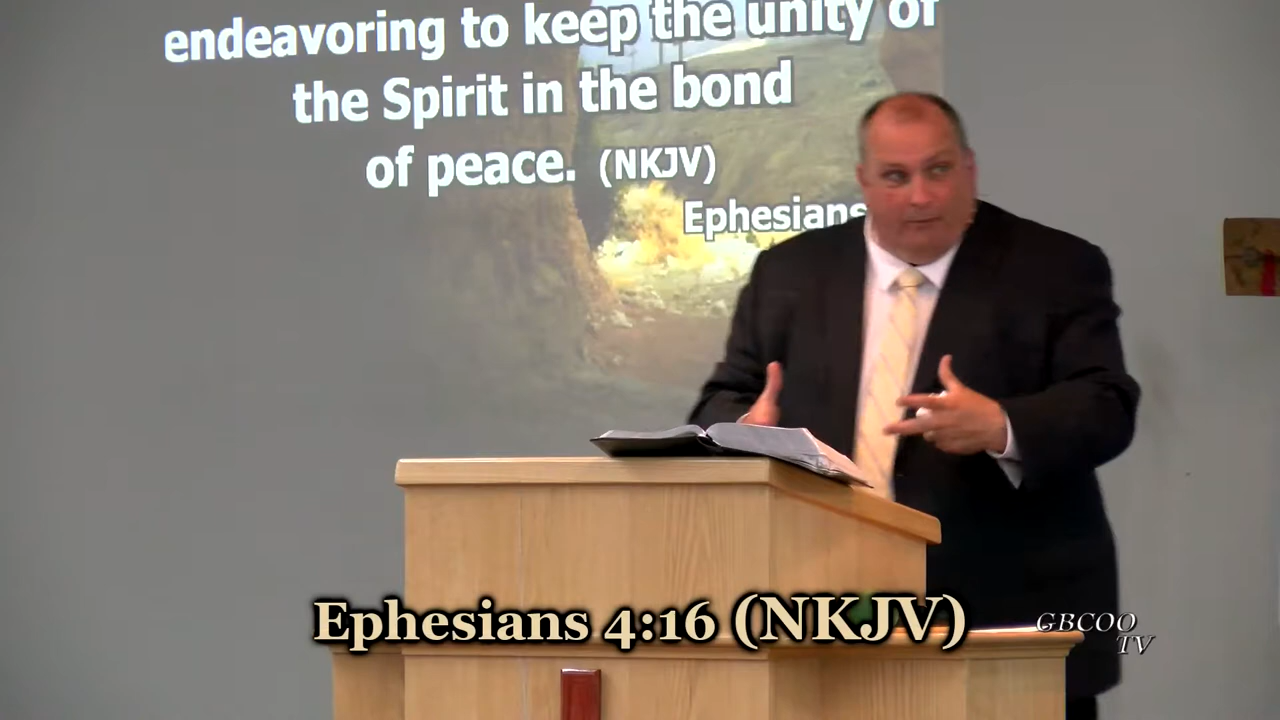 endeavoring to keep the unity of
the Spirit in the bond
of peace. (NKJV)
Ephesians
Ephesians 4:16 (NKJV)
GBCOO
TV